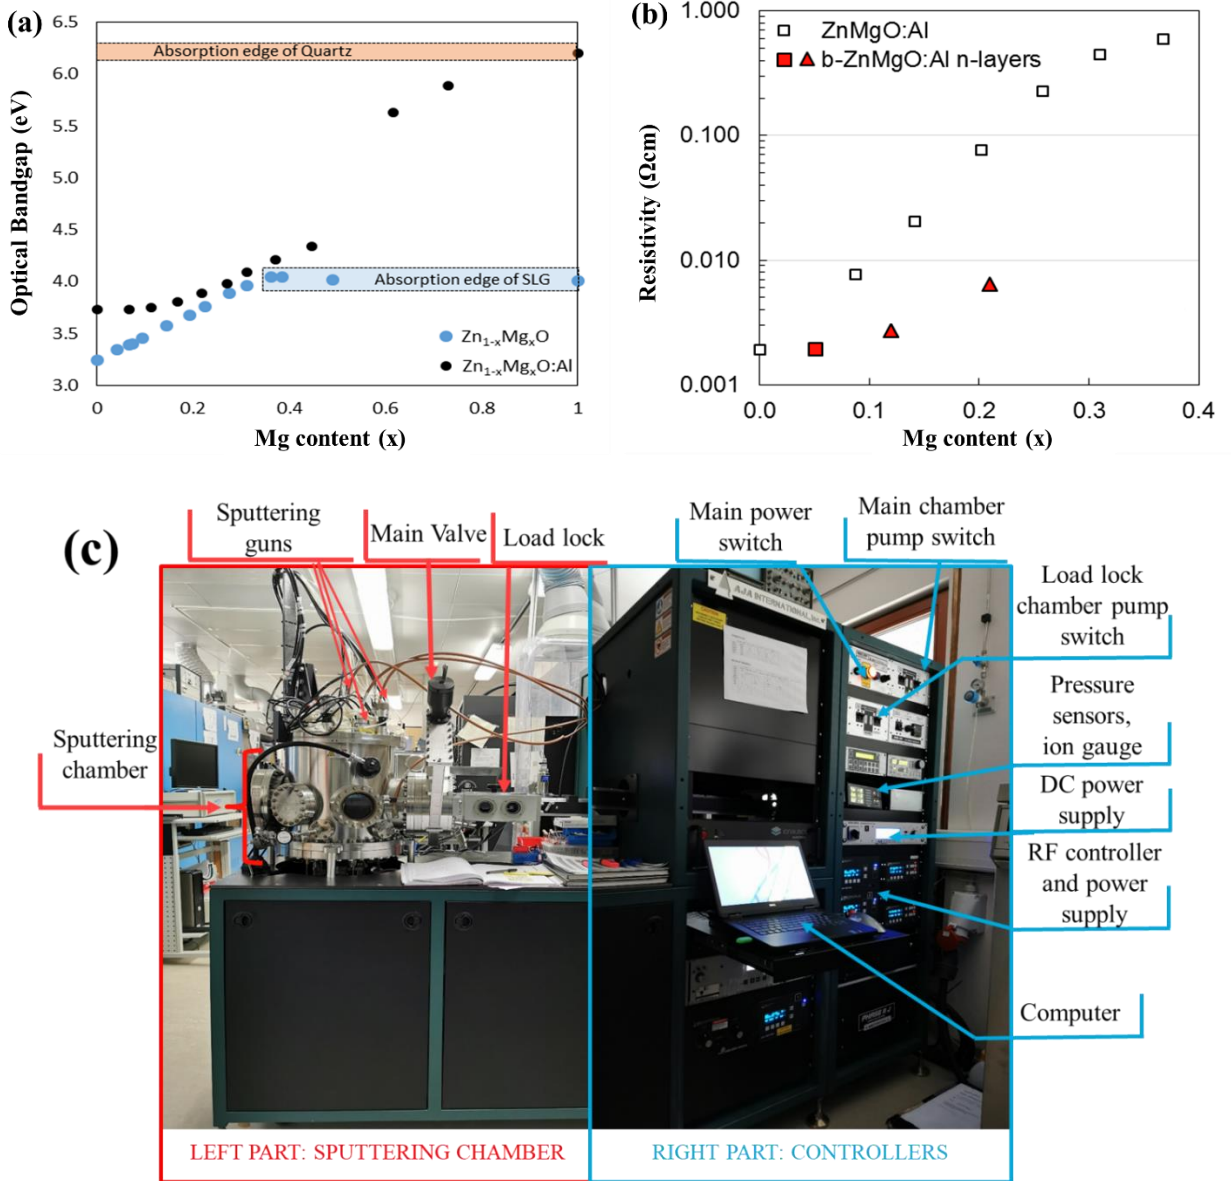 (a)
6.5
6.0
5.5
5.0
4.5
4.0
3.5
3.0
Optical Bandgap (eV)
Absorption edge of Quartz
Absorption edge of SLG
Zn1-xMgxO
Zn1-xMgxO:Al
0 0.2 0.4 0.6 0.8 1
Mg content (x)
(b)
1.000
0.100
0.010
0.001
Resistivity (Ωcm)
ZnMgO:Al
b-ZnMgO:Al n-layers
0.0 0.1 0.2 0.3 0.4
Mg content (x)
(c)
Sputtering
guns
Main Valve
Load lock
Main power
switch
Main chamber
pump switch
Load lock
chamber pump
switch
Pressure
sensors,
ion gauge
DC power
supply
RF controller
and power
supply
Computer
Sputtering
chamber
AJA INTERNATIONAL, Inc.
LEFT PART: SPUTTERING CHAMBER
RIGHT PART: CONTROLLERS